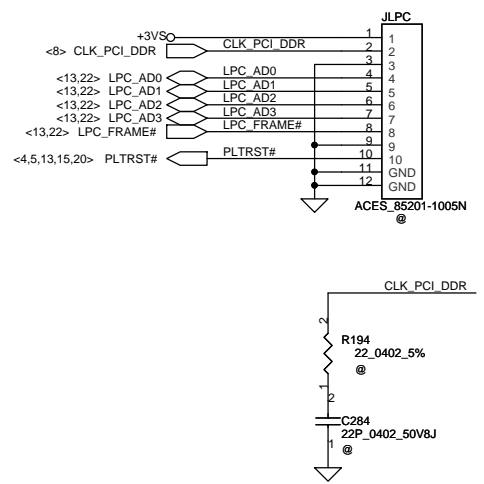 JLPC
+3VS 1 1
<8> CLK_PCI_DDR CLK_PCI_DDR 2 2
3 3
<13,22> LPC_AD0 LPC_AD0 4 4
<13,22> LPC_AD1 LPC_AD1 5 5
<13,22> LPC_AD2 LPC_AD2 6 6
<13,22> LPC_AD3 LPC_AD3 7 7
<13,22> LPC_FRAME# LPC_FRAME# 8 8
9 9
<4,5,13,15,20> PLTRST# PLTRST# 10 10
11 GND
12 GND
ACES_85201-1005N
@
CLK_PCI_DDR
2
R194
22_0402_5%
@
1
2
C284
22P_0402_50V8J
1
@